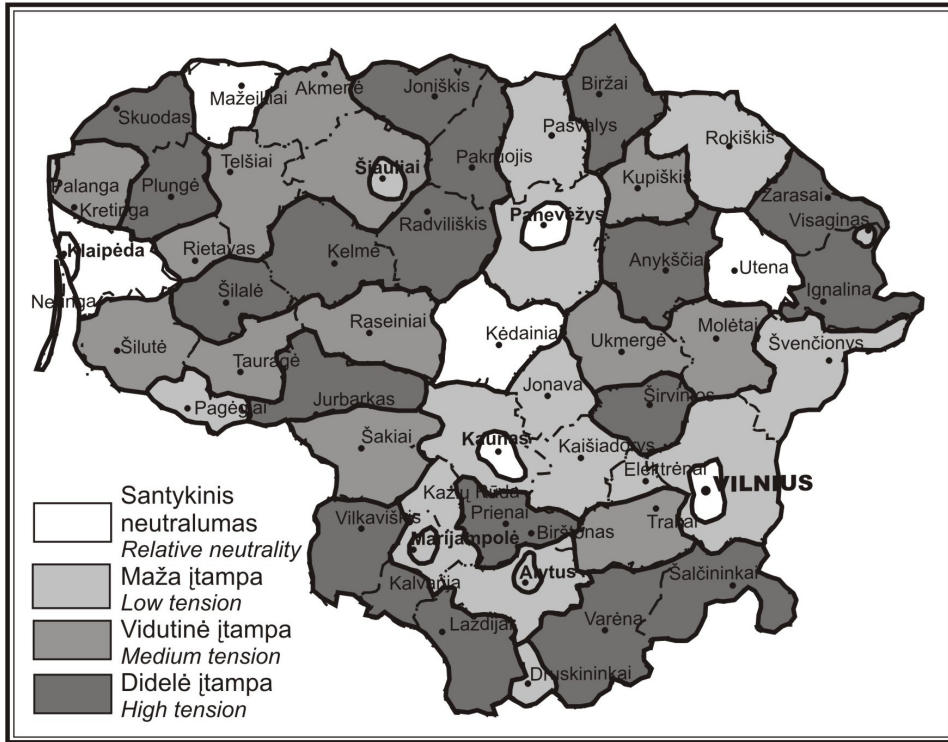 Biržai
Akmenė
Joniškis
Mažeikiai
Skuodas
Pasvalys
Rokiškis
Telšiai
Šiauliai
Pakruojis
Palanga
Plungė
Kupiškis
Žarasai
Kretinga
Radviliškis
Panevėžys
Visaginas
Klaipėda
Rietavas
Kelmė
Anykščiai
Utena
Neringa
Šilalė
Ignalina
Raseiniai
Kėdainiai
Ukmergė
Molėtai
Švenčionys
Šilutė
Tauragė
Jonava
Pagėgiai
Jurbarkas
Širvintos
Šakiai
Kaunas
Kaišiadorys
Elektrėnai
VILNIUS
Kazlų Rūda
Vilkaviškis
Prienai
Birštonas
Trakai
Marijampolė
Kalvarija
Alytus
Šalčininkai
Lazdijai
Varėna
Druskininkai
Santykinis
neutralumas
Relative neutrality
Maža įtampa
Low tension
Vidutinė įtampa
Medium tension
Didelė įtampa
High tension